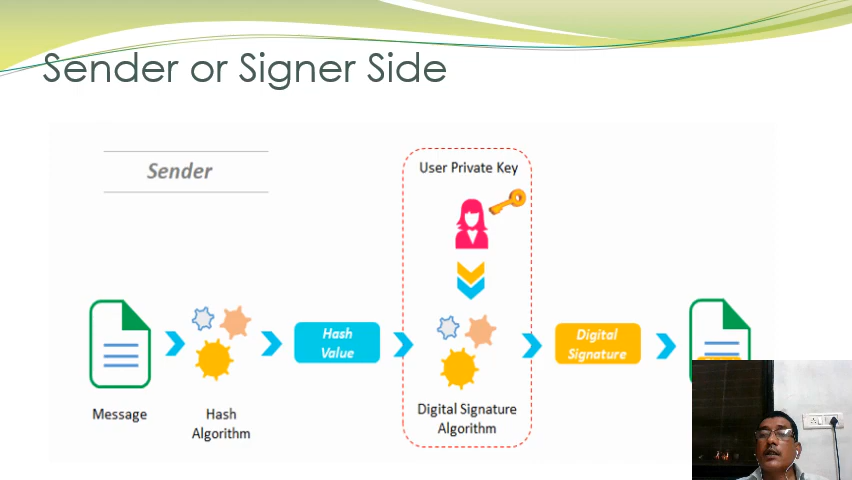 Sender or Signer Side
Sender
User Private Key
Hash
Value
Digital
Signature
Message
Hash
Algorithm
Digital Signature
Algorithm